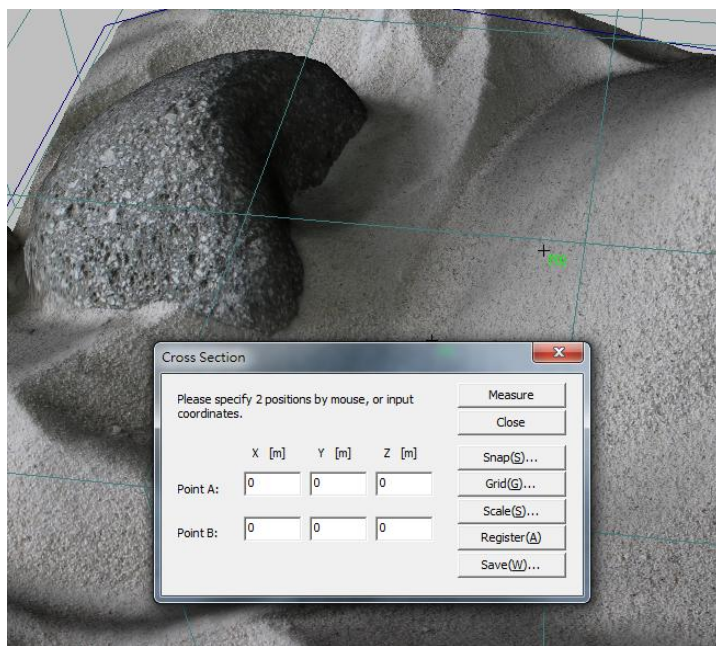 Cross Section
Please specify 2 positions by mouse, or input
coordinates.
X [m] Y [m] Z [m]
Point A: 0 0 0
Point B: 0 0 0
Measure
Close
Snap(S)...
Grid(G)...
Scale(S)...
Register(A)
Save(W)...